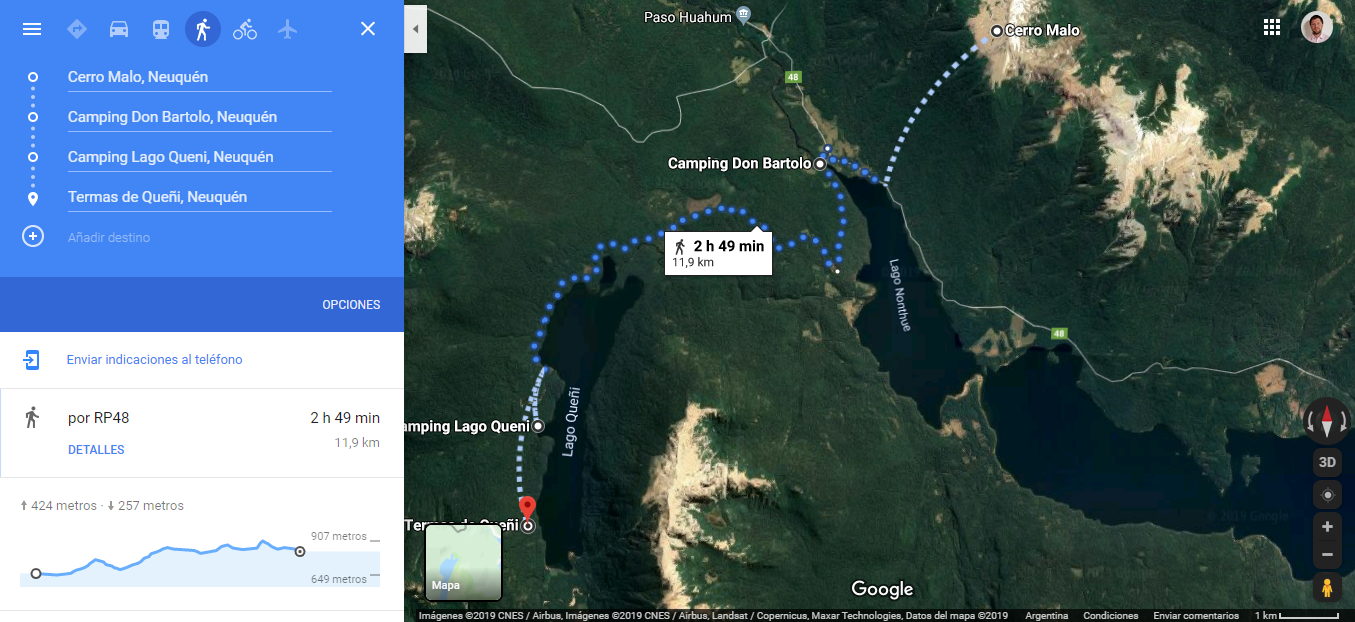 Cerro Malo, Neuquén
Camping Don Bartolo, Neuquén
Camping Lago Queni, Neuquén
Termas de Queñi, Neuquén
Añadir destino
OPCIONES
Enviar indicaciones al teléfono
por RP48
2 h 49 min
DETALLES
11,9 km
424 metros · 257 metros
907 metros
649 metros
Paso Huahum
Cerro Malo
48
Camping Don Bartolo
2 h 49 min
11,9 km
Lago Nonthue
48
amping Lago Queni
Lago Queñi
3D
Termas de Queñi
Mapa
© 2019 Google
Google
Imágenes ©2019 CNES / Airbus, Imágenes ©2019 CNES / Airbus, Landsat / Copernicus, Maxar Technologies, Datos del mapa ©2019
Argentina
Condiciones
Enviar comentarios
1 km